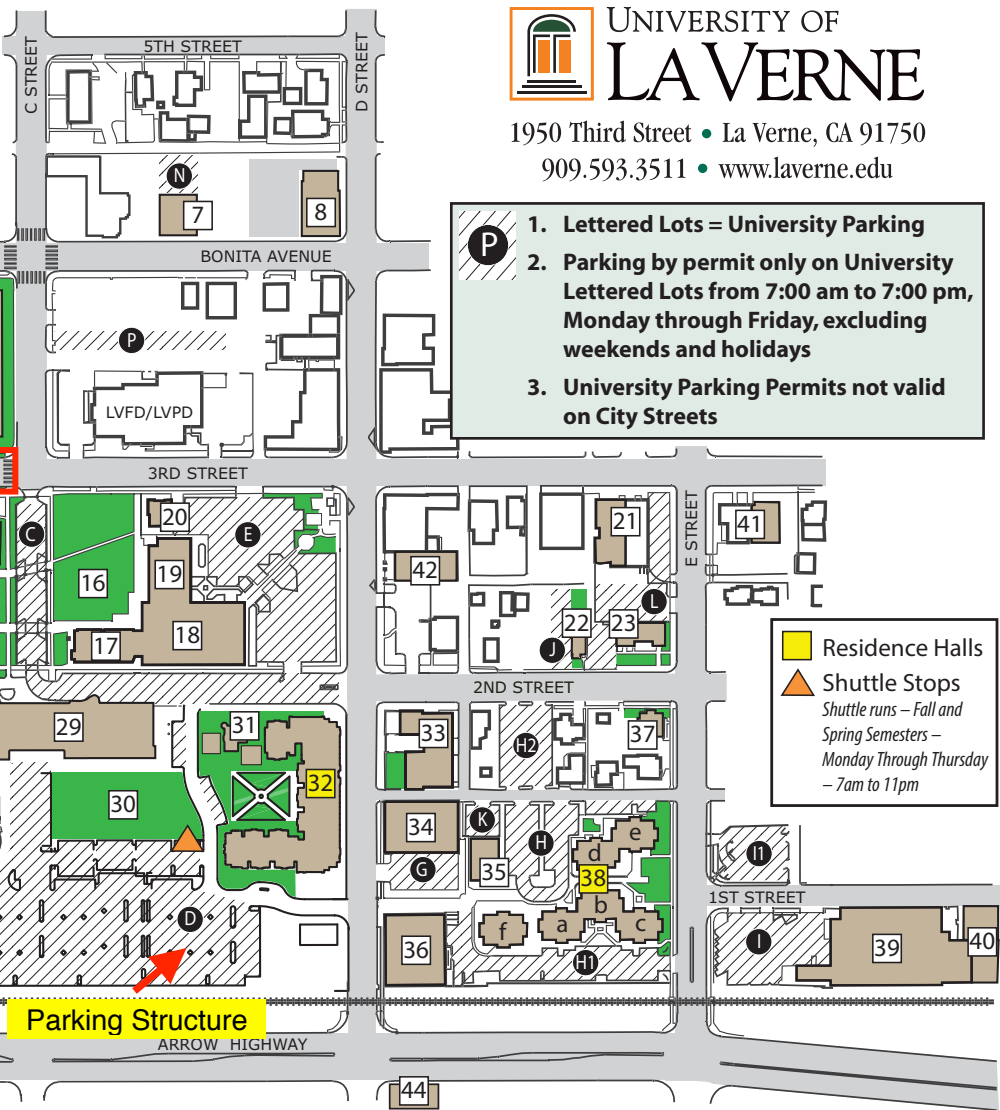 UNIVERSITY OF
LA VERNE
1950 Third Street • La Verne, CA 91750
909.593.3511 • www.laverne.edu
P
1. Lettered Lots = University Parking
2. Parking by permit only on University
Lettered Lots from 7:00 am to 7:00 pm,
Monday through Friday, excluding
weekends and holidays
3. University Parking Permits not valid
on City Streets
5TH STREET
C STREET
D STREET
N
7
8
BONITA AVENUE
P
LVFD/LVPD
3RD STREET
E STREET
C
20
E
16
19
17
18
42
21
41
L
22
23
J
2ND STREET
Residence Halls
Shuttle Stops
Shuttle runs – Fall and
Spring Semesters –
Monday Through Thursday
– 7am to 11pm
29
31
32
30
33
H2
37
34
K
H
e
d
G
35
38
I1
1ST STREET
D
36
f
a
b
c
H1
I
39
40
Parking Structure
ARROW HIGHWAY
44